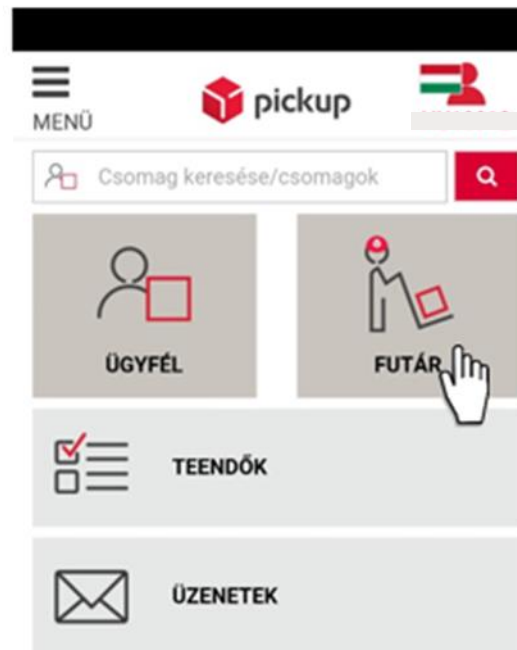 MENÜ
pickup
Csomag keresése/csomagok
ÜGYFÉL
FUTÁR
TEENDŐK
ÜZENETEK